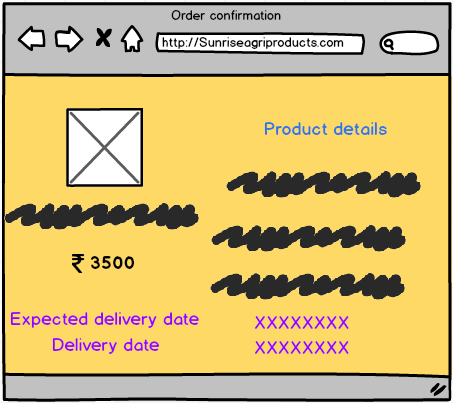 Order confirmation
http://Sunriseagriproducts.com
Product details
₹ 3500
Expected delivery date XXXXXXXX
Delivery date XXXXXXXX